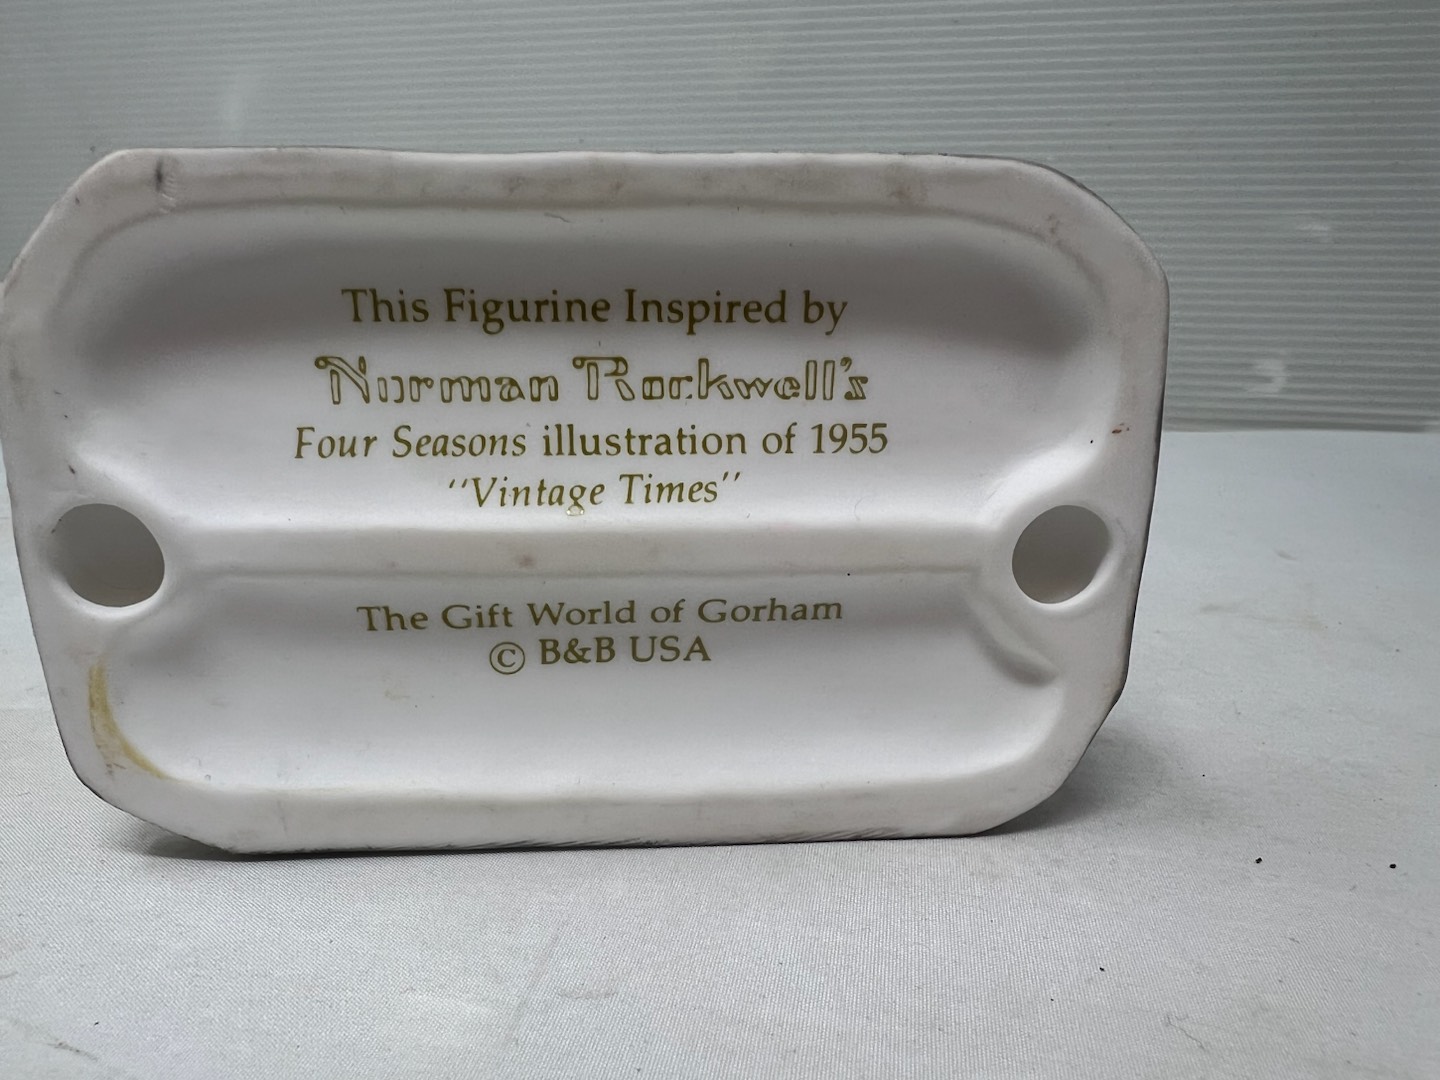 This Figurine Inspired by
Norman Rockwell's
Four Seasons illustration of 1955
"Vintage Times"
The Gift World of Gorham
© B&B USA